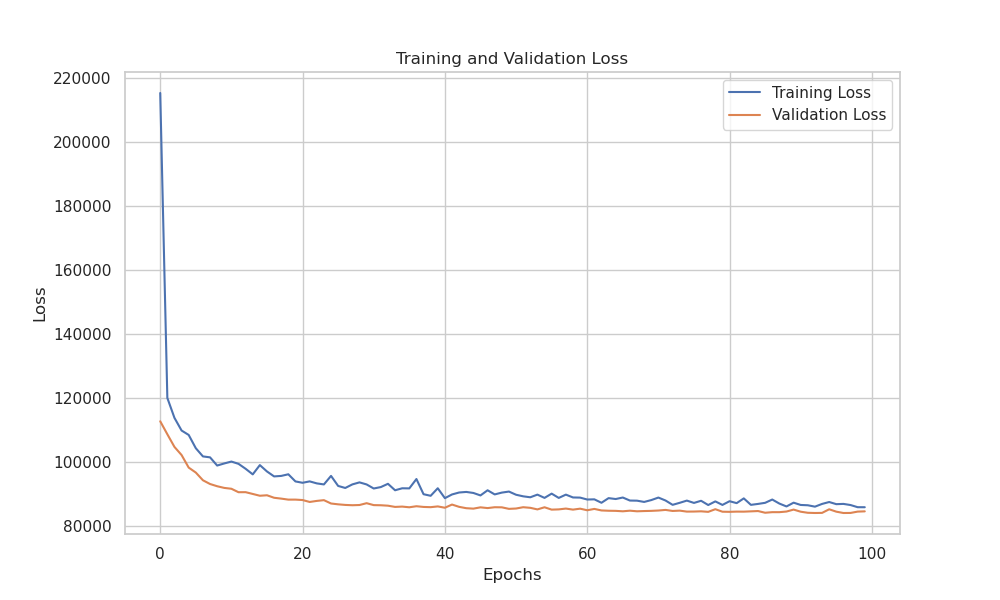 Training and Validation Loss
220000
200000
180000
160000
140000
120000
100000
80000
Loss
Training Loss
Validation Loss
0 20 40 60 80 100
Epochs